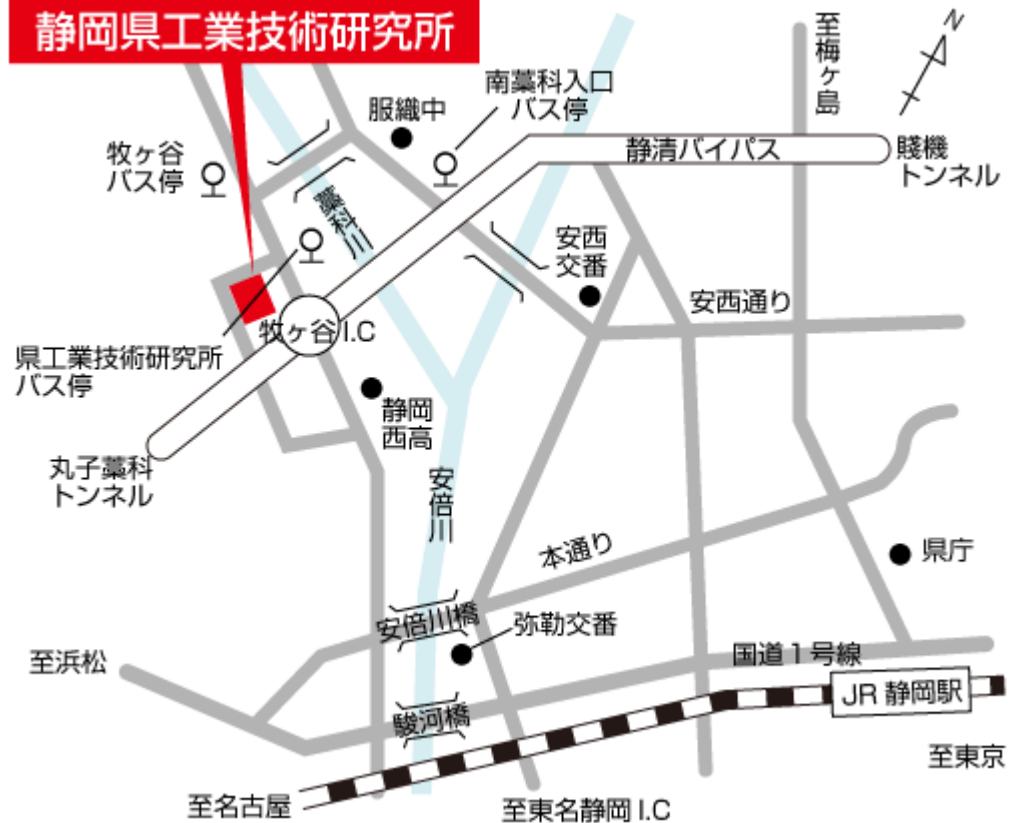 静岡県工業技術研究所
N
至梅ヶ島
南藁科入口
バス停
服織中
牧ヶ谷
バス停
静清バイパス
賤機
トンネル
藁科川
安西
交番
安西通り
牧ヶ谷I.C
県工業技術研究所
バス停
静岡
西高
丸子藁科
トンネル
安倍川
本通り
県庁
安倍川橋
弥勒交番
至浜松
国道1号線
JR 静岡駅
駿河橋
至東京
至名古屋
至東名静岡 I.C